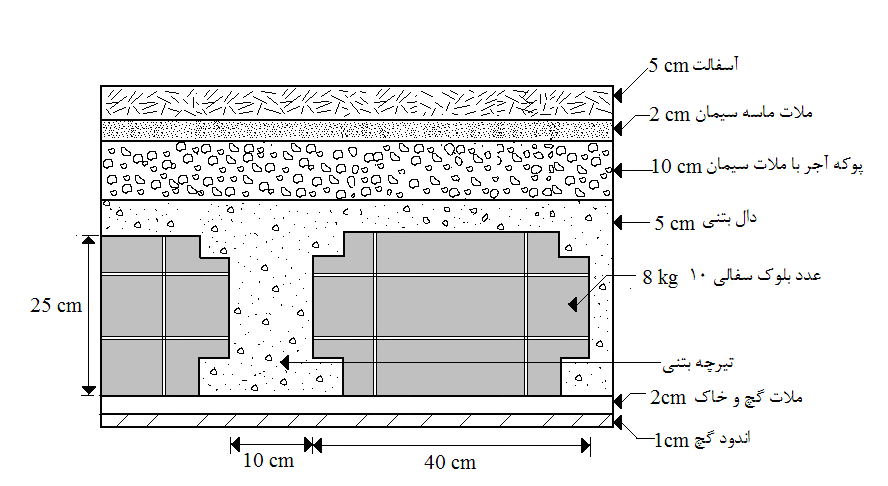 آسفالت 5 cm
ملات ماسه سیمان 2 cm
پوکه آجر با ملات سیمان 10 cm
دال بتنی 5 cm
۱۰ عدد بلوک سفالی 8 kg
25 cm
تیرچه بتنی
ملات گچ و خاک 2cm
اندود گچ 1cm
10 cm
40 cm